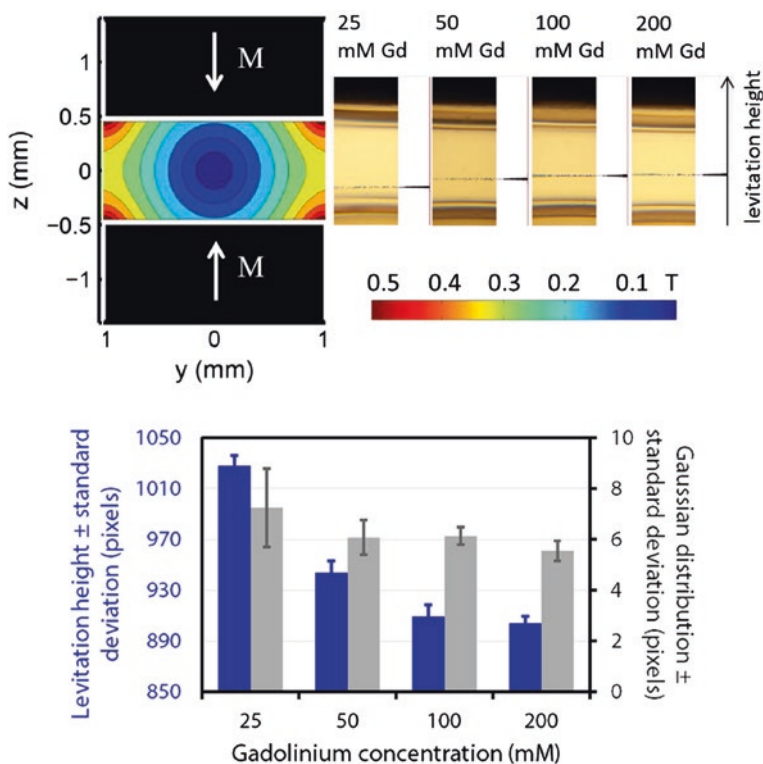 25
mM Gd
50
mM Gd
100
mM Gd
200
mM Gd
M
M
1
0.5
0
−0.5
−1
z (mm)
1
0
1
y (mm)
levitation height
0.5
0.4
0.3
0.2
0.1
T
Levitation height ± standard
deviation (pixels)
1050
1010
970
930
890
850
10
8
6
4
2
0
Gaussian distribution ±
standard deviation (pixels)
25
50
100
200
Gadolinium concentration (mM)